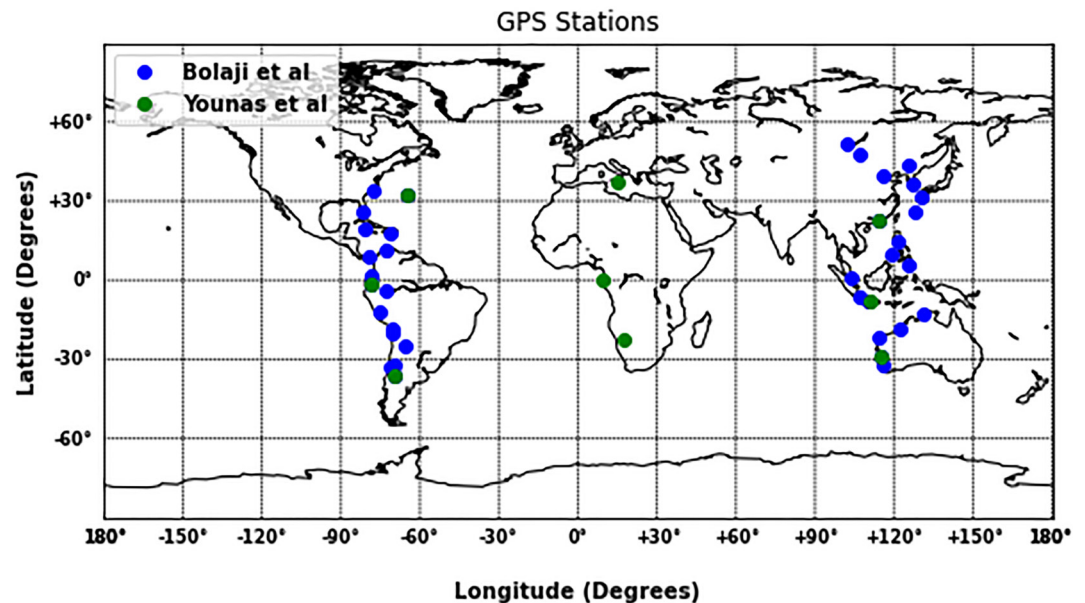 GPS Stations
Bolaji et al
Younas et al
+60°
+30°
0°
-30°
-60°
Latitude (Degrees)
180° -150° -120° -90° -60° -30° 0° +30° +60° +90° +120° +150° 180°
Longitude (Degrees)